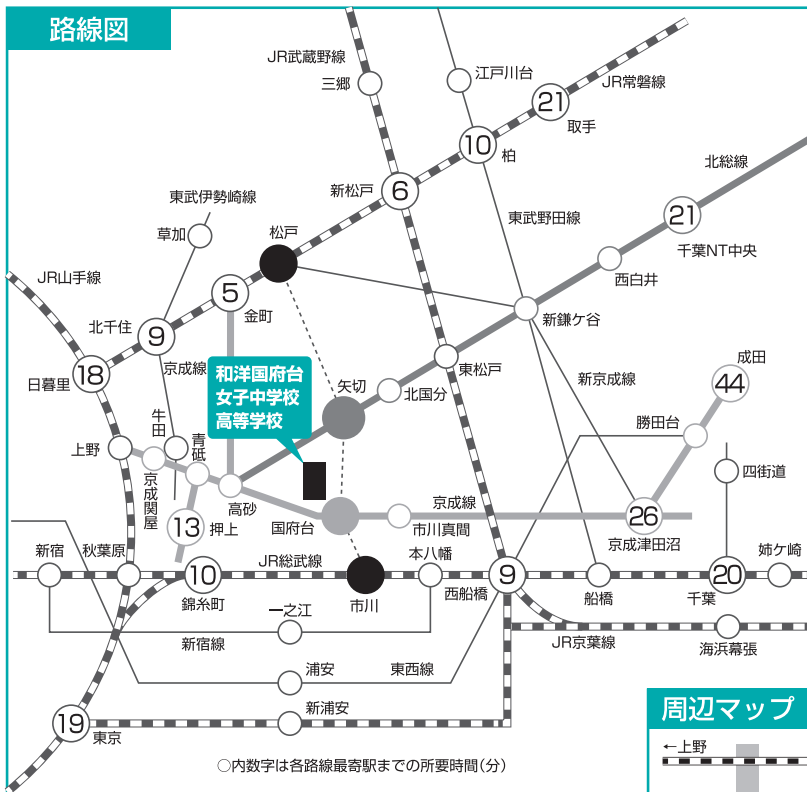 路線図
JR武蔵野線
三郷
江戸川台
JR常磐線
21
取手
10
柏
北総線
新松戸
6
東武伊勢崎線
草加
松戸
東武野田線
21
千葉NT中央
西白井
JR山手線
5
金町
北千住
9
新鎌ケ谷
京成線
18
日暮里
東松戸
和洋国府台
女子中学校
高等学校
矢切
北国分
新京成線
成田
44
牛田
青砥
勝田台
上野
京成関屋
高砂
四街道
13
押上
国府台
京成線
市川真間
26
京成津田沼
新宿
秋葉原
JR総武線
本八幡
姉ケ崎
10
錦糸町
市川
西船橋
9
船橋
20
千葉
一之江
新宿線
JR京葉線
海浜幕張
浦安
東西線
新浦安
19
東京
○内数字は各路線最寄駅までの所要時間(分)
周辺マップ
←上野